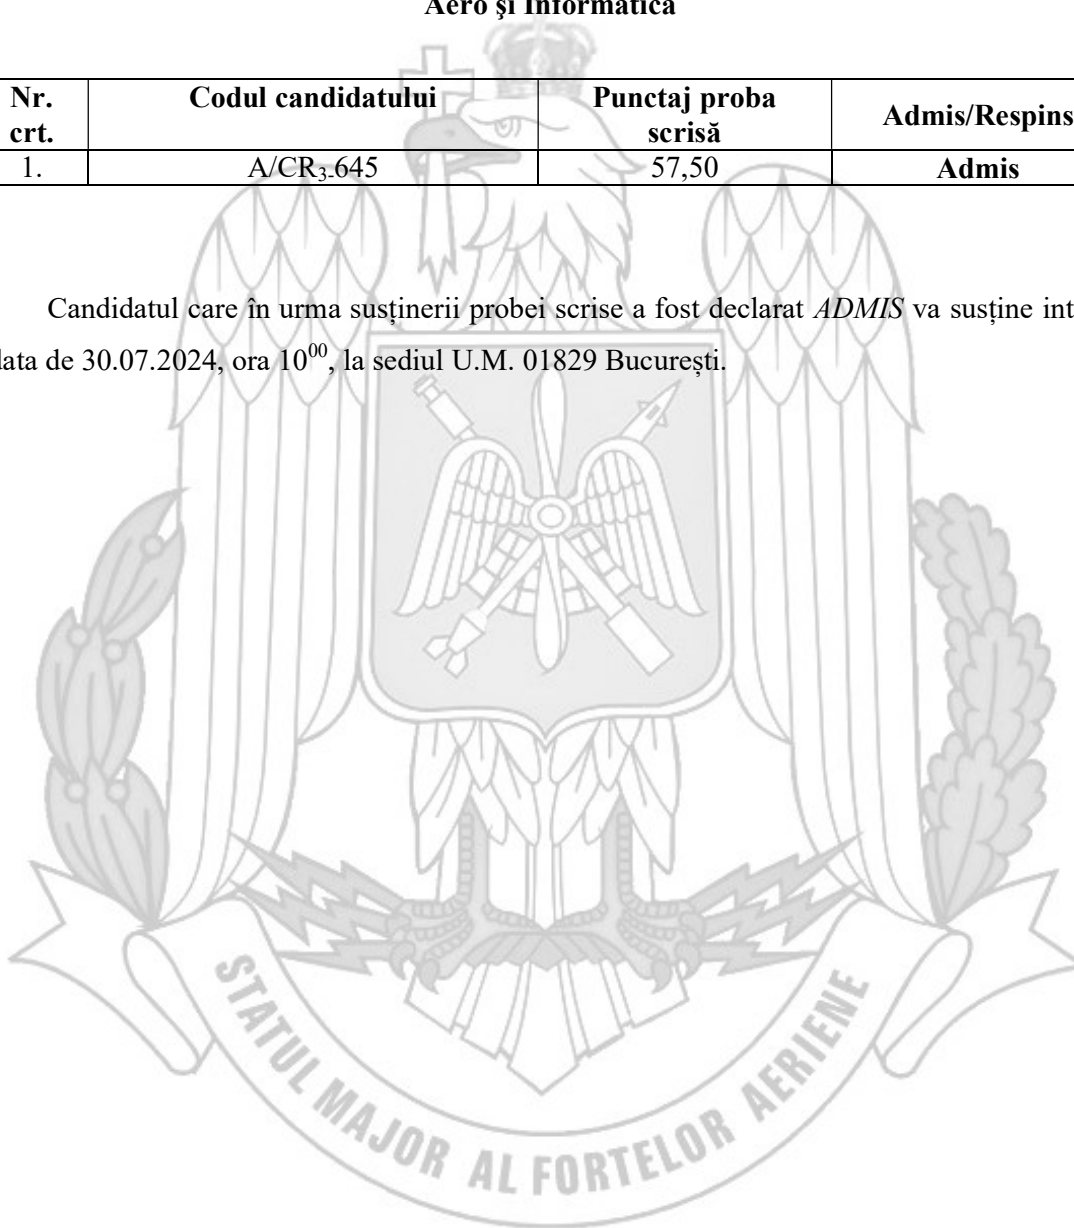 Aero şi Informatică
Nr. crt.
Codul candidatului
Punctaj proba scrisă
Admis/Respins
1.
A/CR3-645
57,50
Admis
Candidatul care în urma susținerii probei scrise a fost declarat ADMIS va susține int
data de 30.07.2024, ora 10⁰⁰, la sediul U.M. 01829 București.
STATUL MAJOR AL FORTELOR AERIENE